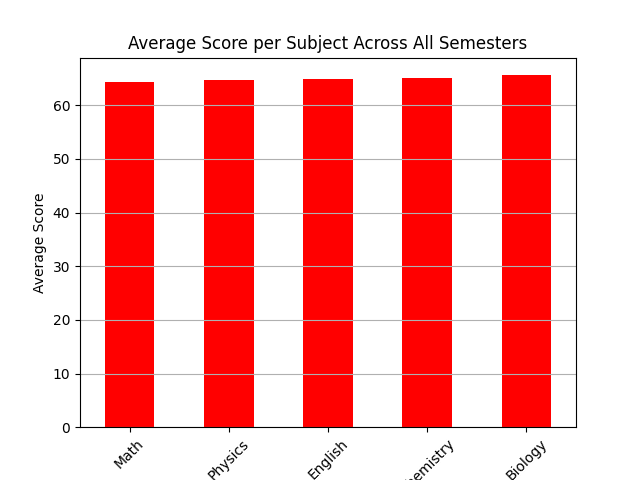 Average Score per Subject Across All Semesters
Average Score
60
50
40
30
20
10
0
Math
Physics
English
hemistry
Biology